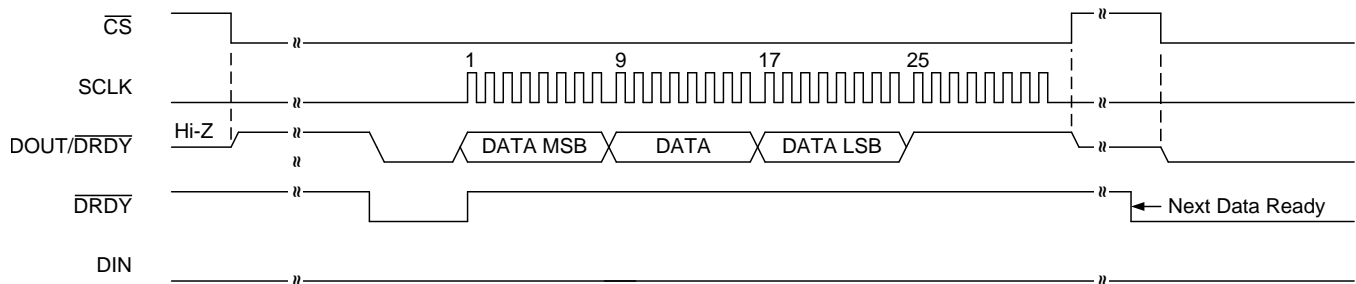 CS
1 9 17 25
SCLK
Hi-Z
DOUT/DRDY DATA MSB DATA DATA LSB
DRDY Next Data Ready
DIN